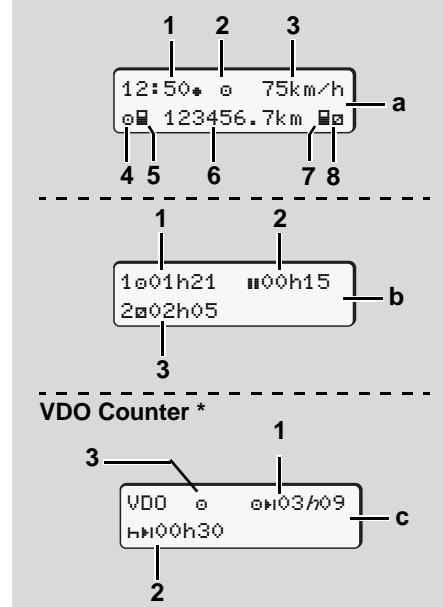 1 2 3
12:50● ⊙ 75km/h
a
⊙ 123456.7km
4 5 6 7 8
1 2
1⊙01h21 00h15
b
2⧄02h05
3
VDO Counter *
1
3
VDO ⊙ ⊙03h09
c
00h30
2